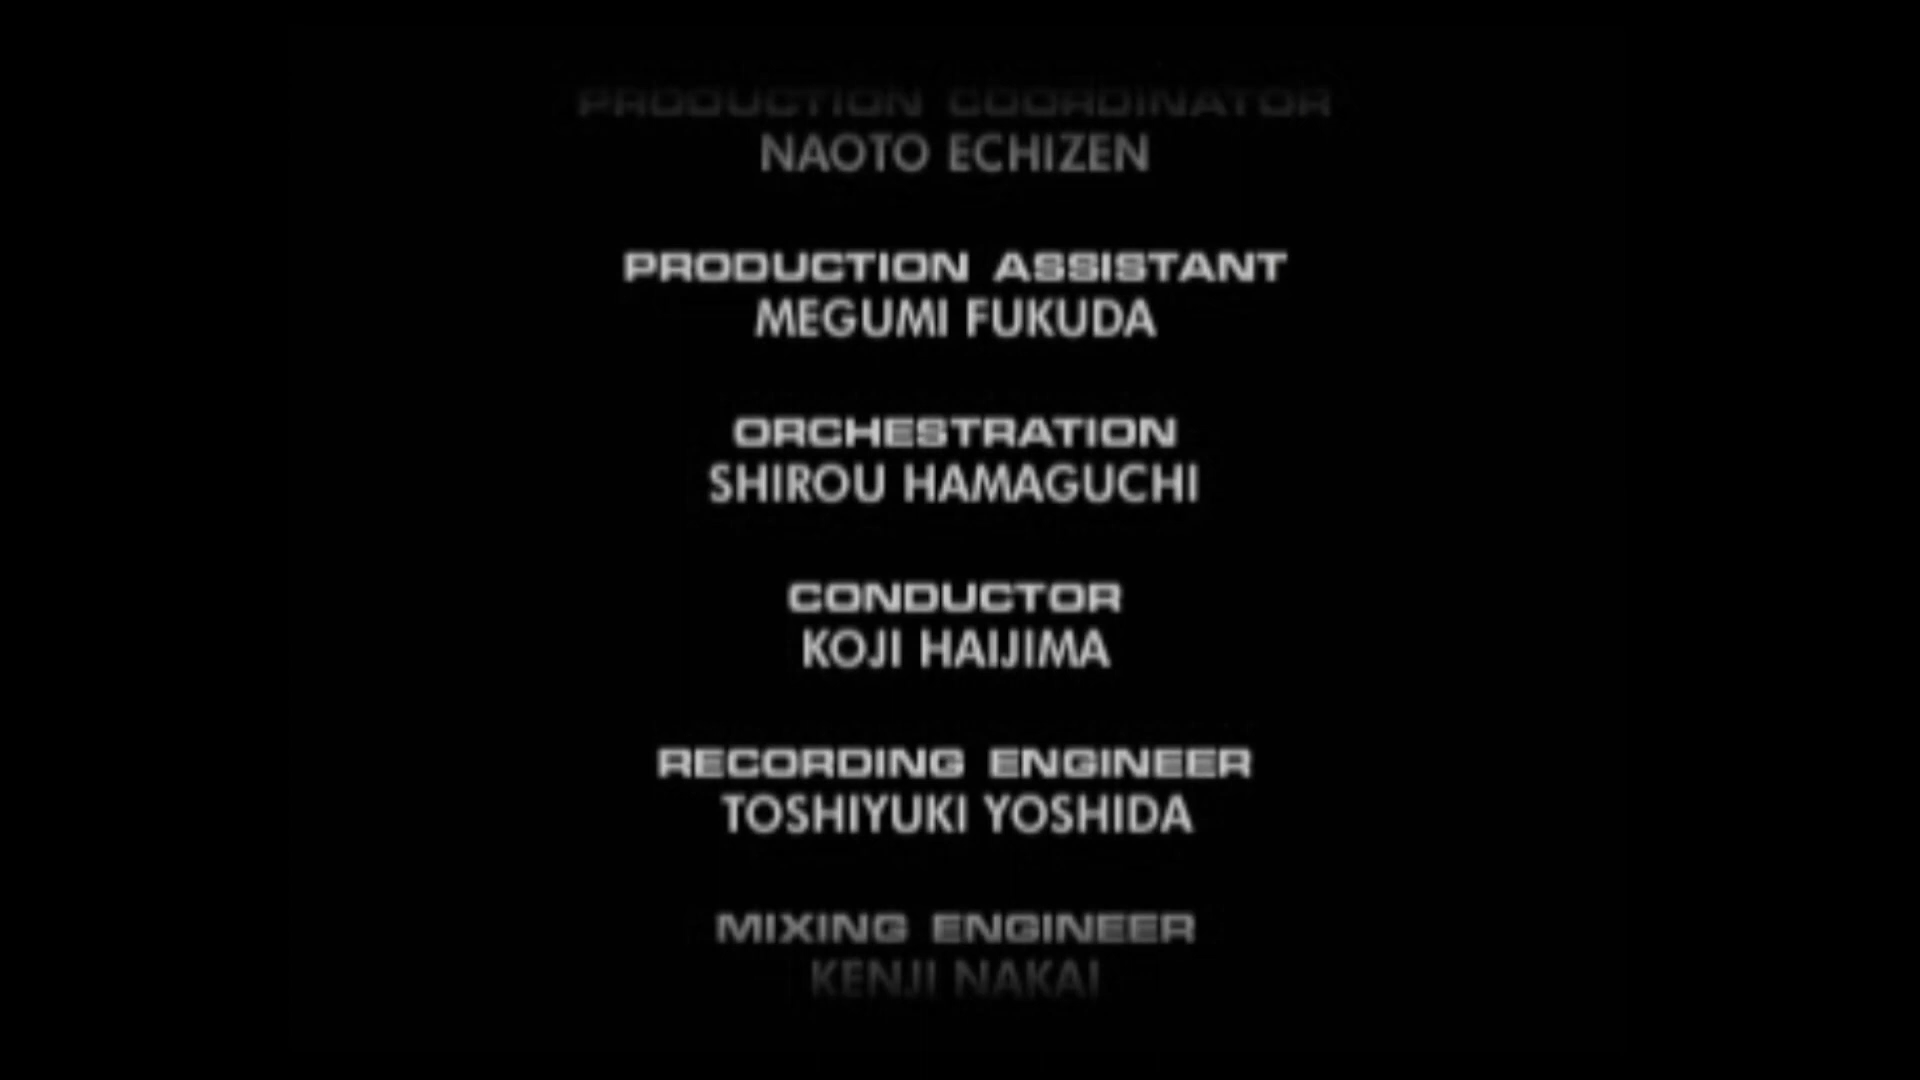 PRODUCTION COORDINATOR
NAOTO ECHIZEN
PRODUCTION ASSISTANT
MEGUMI FUKUDA
ORCHESTRATION
SHIROU HAMAGUCHI
CONDUCTOR
KOJI HAIJIMA
RECORDING ENGINEER
TOSHIYUKI YOSHIDA
MIXING ENGINEER
KENJI NAKAI